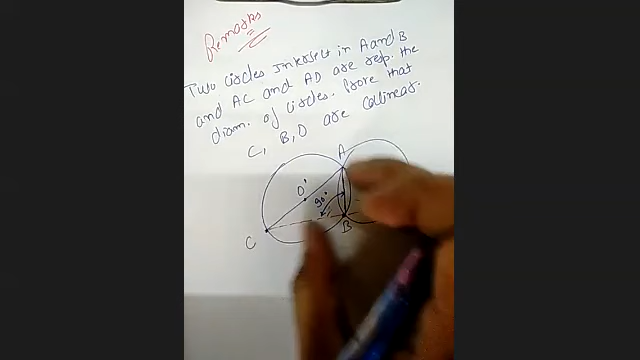 Remarks
Two circles intersect in A and B
and AC and AD are resp. the
diam. of circles. Prove that
C, B, D are collinear.
A
O'
90°
B
C